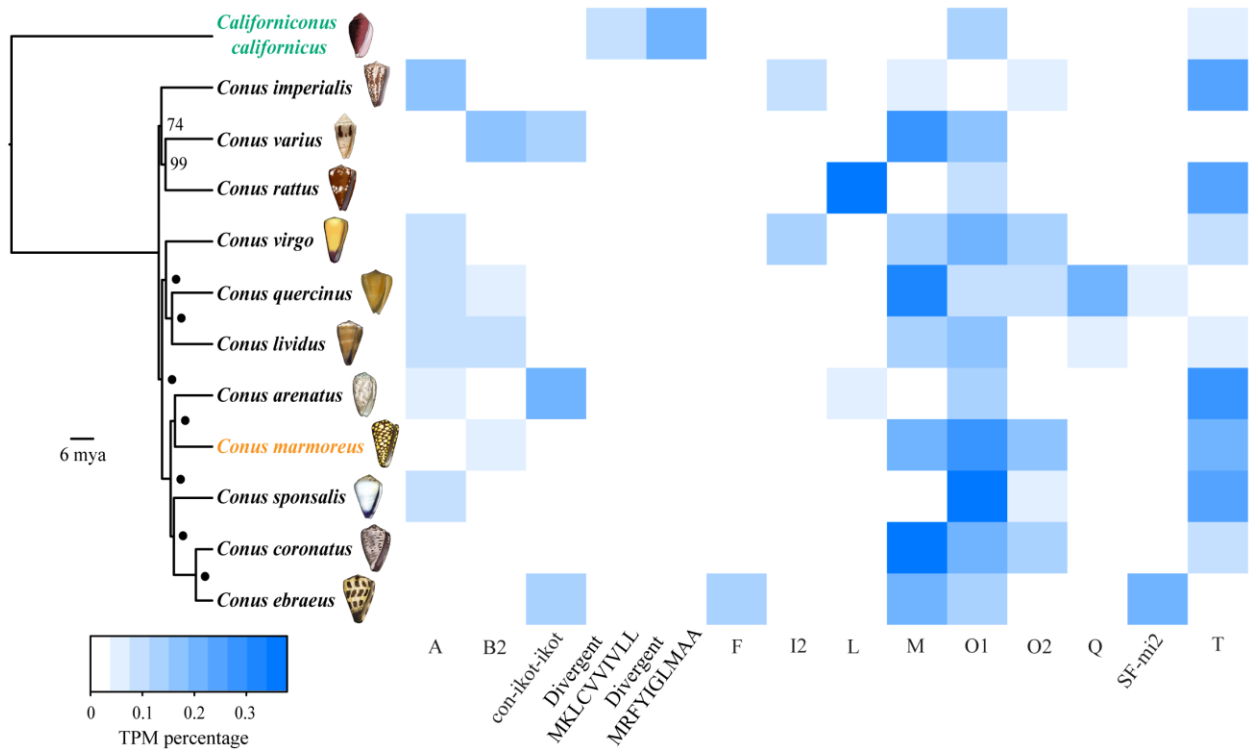 Californiconus
californicus
Conus imperialis
74
Conus varius
99
Conus rattus
Conus virgo
Conus quercinus
Conus lividus
Conus arenatus
6 mya
Conus marmoreus
Conus sponsalis
Conus coronatus
Conus ebraeus
A
B2
con-ikot-ikot
Divergent
MKLCVVIVLL
Divergent
MRFYIGLMAA
F
I2
L
M
O1
O2
Q
SF-mi2
T
0 0.1 0.2 0.3
TPM percentage